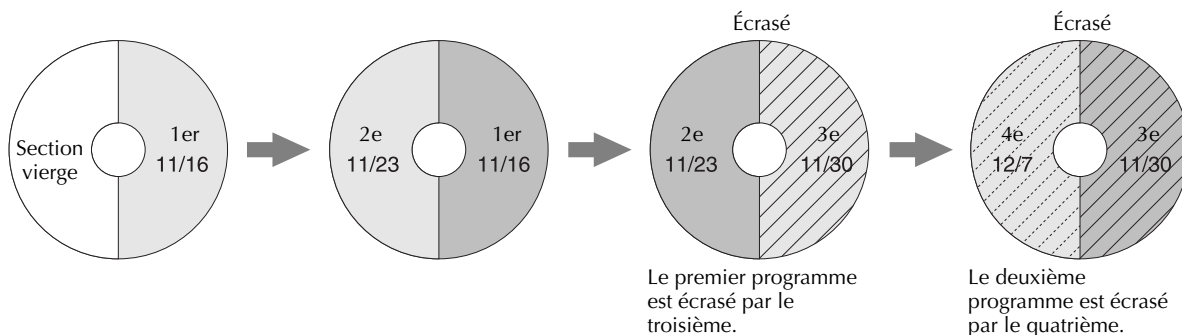 Section
vierge
1er
11/16
2e
11/23
1er
11/16
Écrasé
2e
11/23
3e
11/30
Le premier programme
est écrasé par le
troisième.
Écrasé
4e
12/7
3e
11/30
Le deuxième
programme est écrasé
par le quatrième.